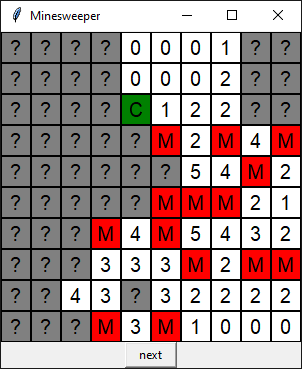 Minesweeper
? ? ? ? 0 0 0 1 ? ?
? ? ? ? 0 0 0 2 ? ?
? ? ? ? C 1 2 2 ? ?
? ? ? ? ? M 2 M 4 M
? ? ? ? ? ? 5 4 M 2
? ? ? ? ? M M M 2 1
? ? ? M 4 M 5 4 3 2
? ? ? 3 3 3 M 2 M M
? ? 4 3 ? 3 2 2 2 2
? ? ? M 3 M 1 0 0 0
next